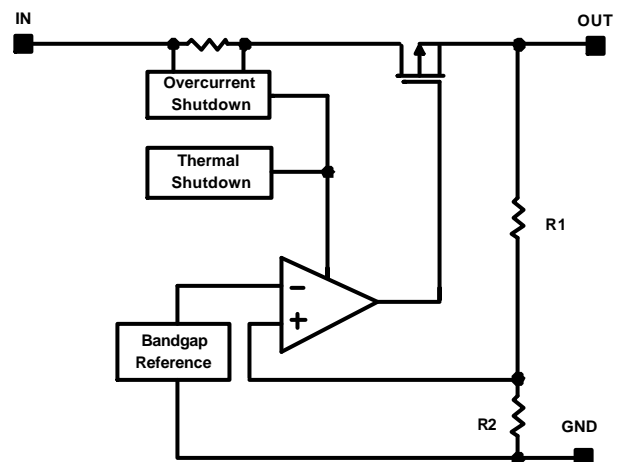 IN
OUT
Overcurrent
Shutdown
Thermal
Shutdown
R1
−
+
Bandgap
Reference
R2
GND